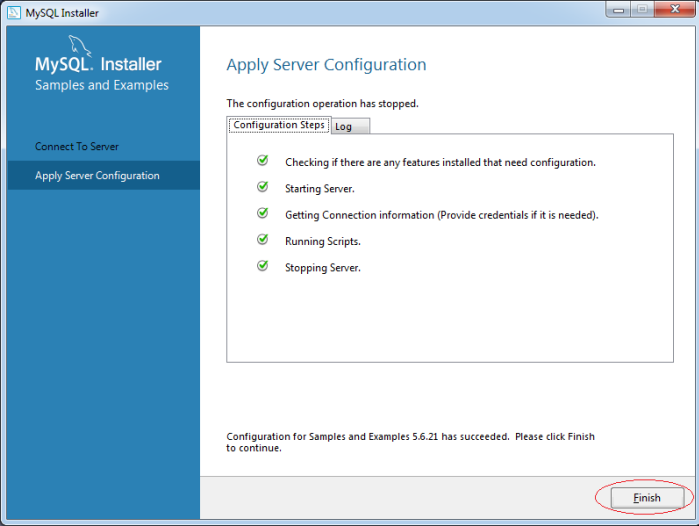 MySQL Installer
MySQL. Installer
Samples and Examples
Connect To Server
Apply Server Configuration
Apply Server Configuration
The configuration operation has stopped.
Configuration Steps
Log
Checking if there are any features installed that need configuration.
Starting Server.
Getting Connection information (Provide credentials if it is needed).
Running Scripts.
Stopping Server.
Configuration for Samples and Examples 5.6.21 has succeeded. Please click Finish
to continue.
Finish